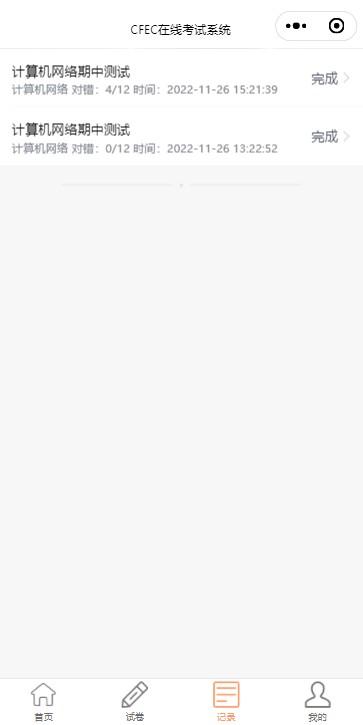 CFEC在线考试系统
计算机网络期中测试
计算机网络 对错：4/12 时间：2022-11-26 15:21:39
完成
计算机网络期中测试
计算机网络 对错：0/12 时间：2022-11-26 13:22:52
完成
首页 试卷 记录 我的